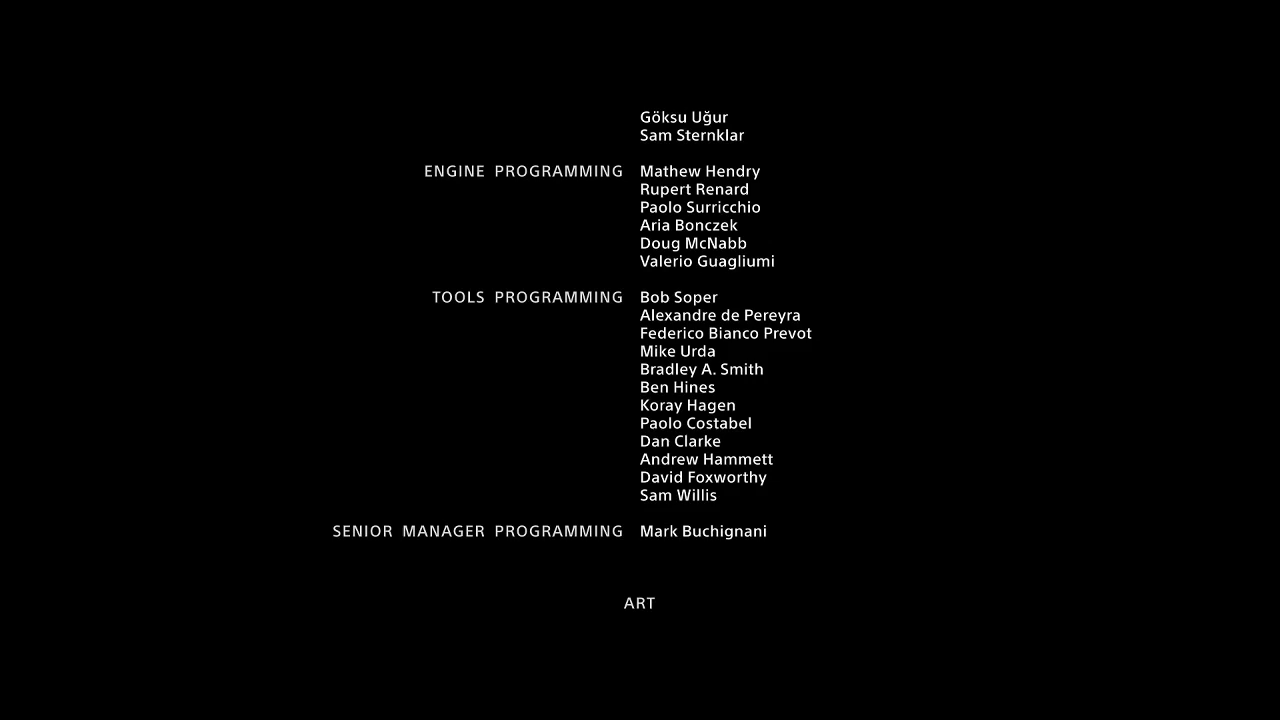 Göksu Uğur
Sam Sternklar
ENGINE PROGRAMMING Mathew Hendry
Rupert Renard
Paolo Surricchio
Aria Bonczek
Doug McNabb
Valerio Guagliumi
TOOLS PROGRAMMING Bob Soper
Alexandre de Pereyra
Federico Bianco Prevot
Mike Urda
Bradley A. Smith
Ben Hines
Koray Hagen
Paolo Costabel
Dan Clarke
Andrew Hammett
David Foxworthy
Sam Willis
SENIOR MANAGER PROGRAMMING Mark Buchignani
ART